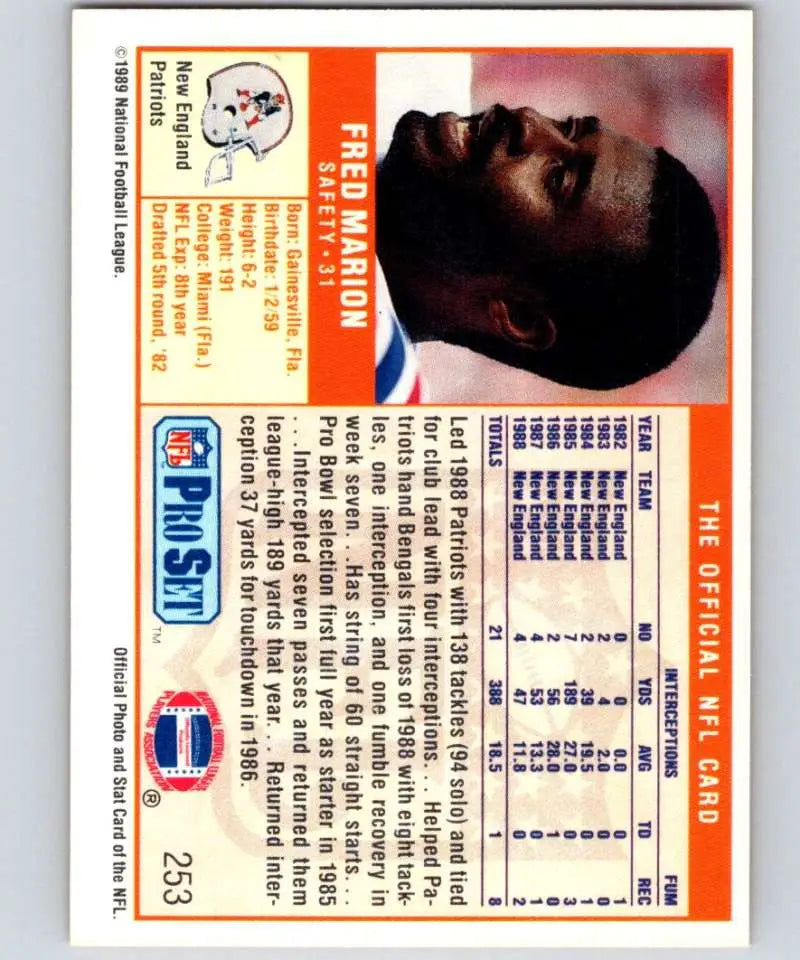 THE OFFICIAL NFL CARD
FRED MARION
SAFETY • 31
New England
Patriots
Born: Gainesville, Fla.
Birthdate: 1/2/59
Height: 6-2
Weight: 191
College: Miami (Fla.)
NFL Exp: 8th year
Drafted 5th round, '82
INTERCEPTIONS FUM
YEAR TEAM NO YDS AVG TD REC
1982 New England 0 0 0.0 0 1
1983 New England 2 4 2.0 0 0
1984 New England 2 39 19.5 0 1
1985 New England 7 189 27.0 0 3
1986 New England 2 56 28.0 1 0
1987 New England 4 53 13.3 0 1
1988 New England 4 47 11.8 0 2
TOTALS 21 388 18.5 1 8
Led 1988 Patriots with 138 tackles (94 solo) and tied
for club lead with four interceptions... Helped Pa-
triots hand Bengals first loss of 1988 with eight tack-
les, one interception, and one fumble recovery in
week seven...Has string of 60 straight starts...
Pro Bowl selection first full year as starter in 1985
...Intercepted seven passes and returned them
league-high 189 yards that year... Returned inter-
ception 37 yards for touchdown in 1986.
NFL PRO SET ™
NATIONAL FOOTBALL LEAGUE
PLAYERS ASSOCIATION
®
253
©1989 National Football League.
Official Photo and Stat Card of the NFL.